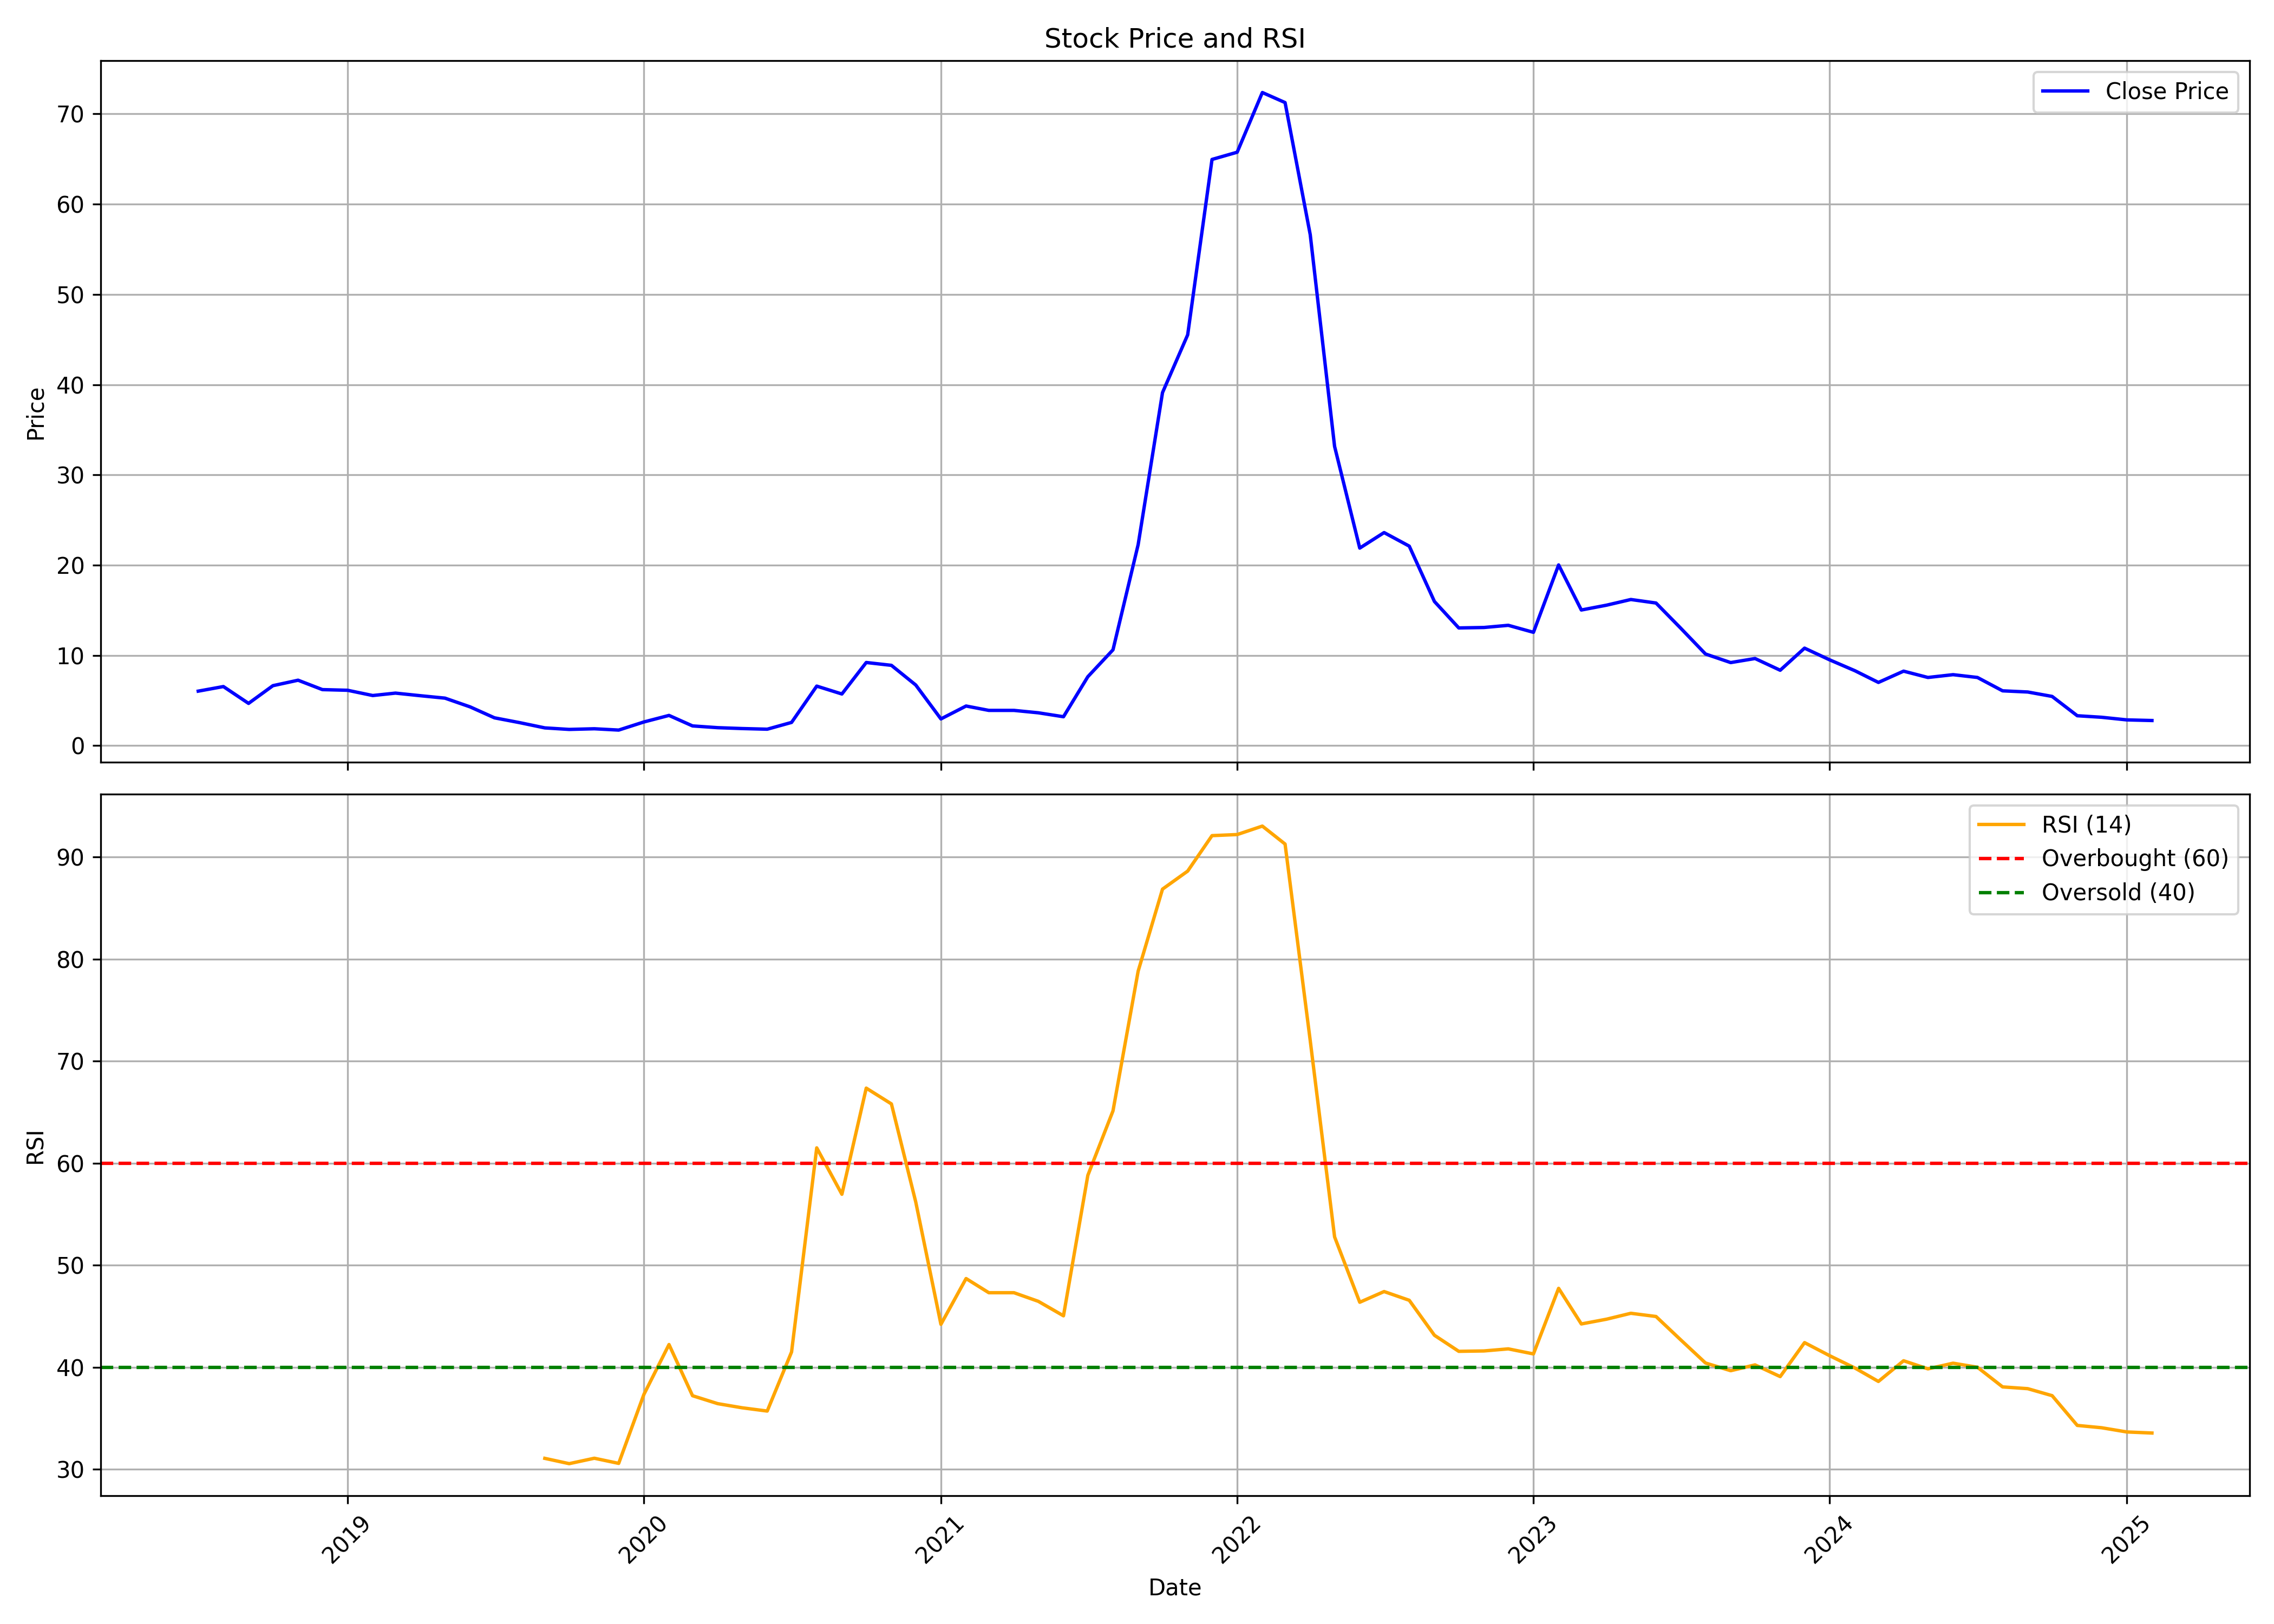 Stock Price and RSI
Close Price
70
60
50
40
30
20
10
0
Price
RSI (14)
Overbought (60)
Oversold (40)
90
80
70
60
50
40
30
RSI
2019
2020
2021
2022
2023
2024
2025
Date